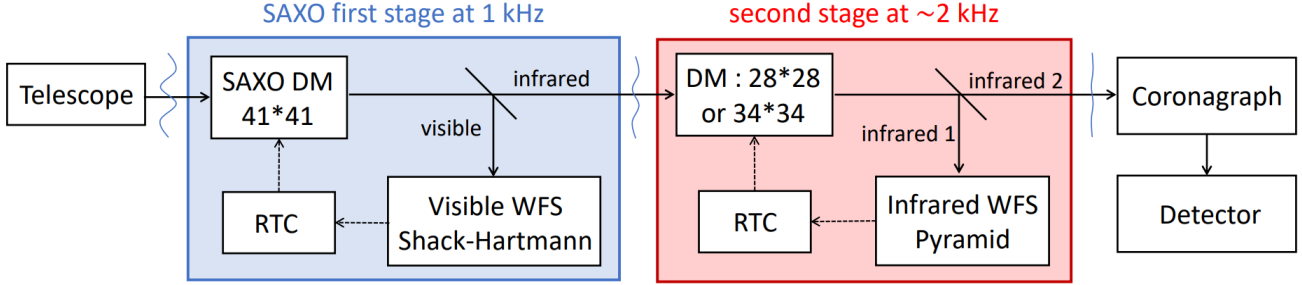 SAXO first stage at 1 kHz
second stage at ~2 kHz
Telescope
SAXO DM
41*41
infrared
visible
RTC
Visible WFS
Shack-Hartmann
DM : 28*28
or 34*34
infrared 2
infrared 1
RTC
Infrared WFS
Pyramid
Coronagraph
Detector